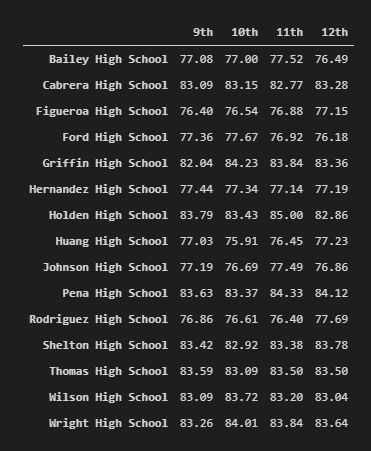 9th 10th 11th 12th
Bailey High School 77.08 77.00 77.52 76.49
Cabrera High School 83.09 83.15 82.77 83.28
Figueroa High School 76.40 76.54 76.88 77.15
Ford High School 77.36 77.67 76.92 76.18
Griffin High School 82.04 84.23 83.84 83.36
Hernandez High School 77.44 77.34 77.14 77.19
Holden High School 83.79 83.43 85.00 82.86
Huang High School 77.03 75.91 76.45 77.23
Johnson High School 77.19 76.69 77.49 76.86
Pena High School 83.63 83.37 84.33 84.12
Rodriguez High School 76.86 76.61 76.40 77.69
Shelton High School 83.42 82.92 83.38 83.78
Thomas High School 83.59 83.09 83.50 83.50
Wilson High School 83.09 83.72 83.20 83.04
Wright High School 83.26 84.01 83.84 83.64